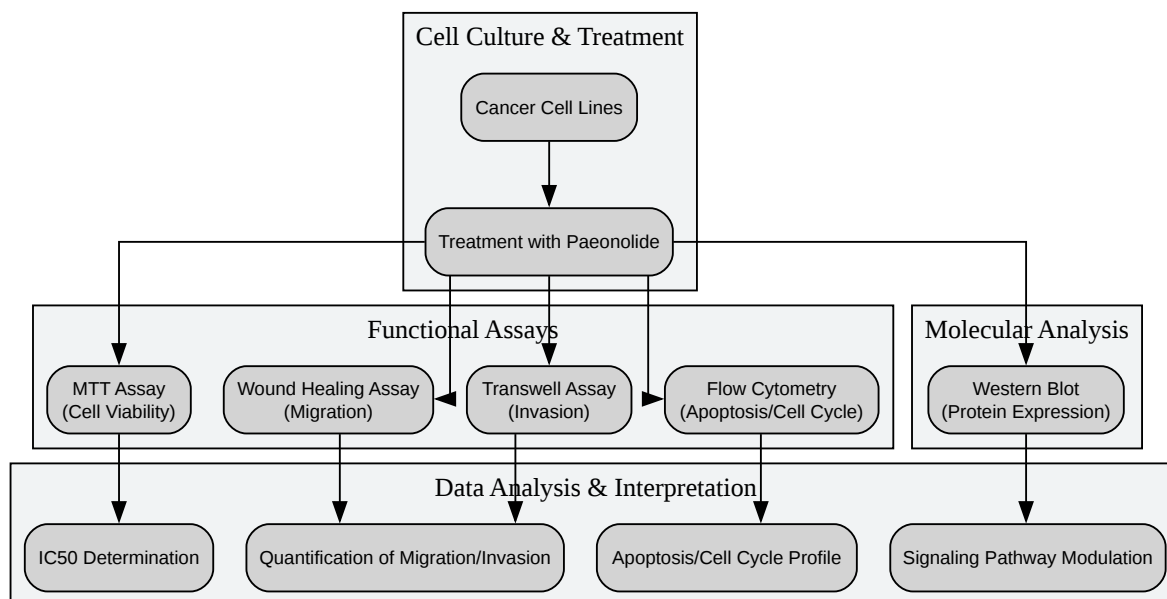 Cell Culture & Treatment
Cancer Cell Lines
Treatment with Paeonolide
Functional Assays
Molecular Analysis
MTT Assay
(Cell Viability)
Wound Healing Assay
(Migration)
Transwell Assay
(Invasion)
Flow Cytometry
(Apoptosis/Cell Cycle)
Western Blot
(Protein Expression)
Data Analysis & Interpretation
IC50 Determination
Quantification of Migration/Invasion
Apoptosis/Cell Cycle Profile
Signaling Pathway Modulation